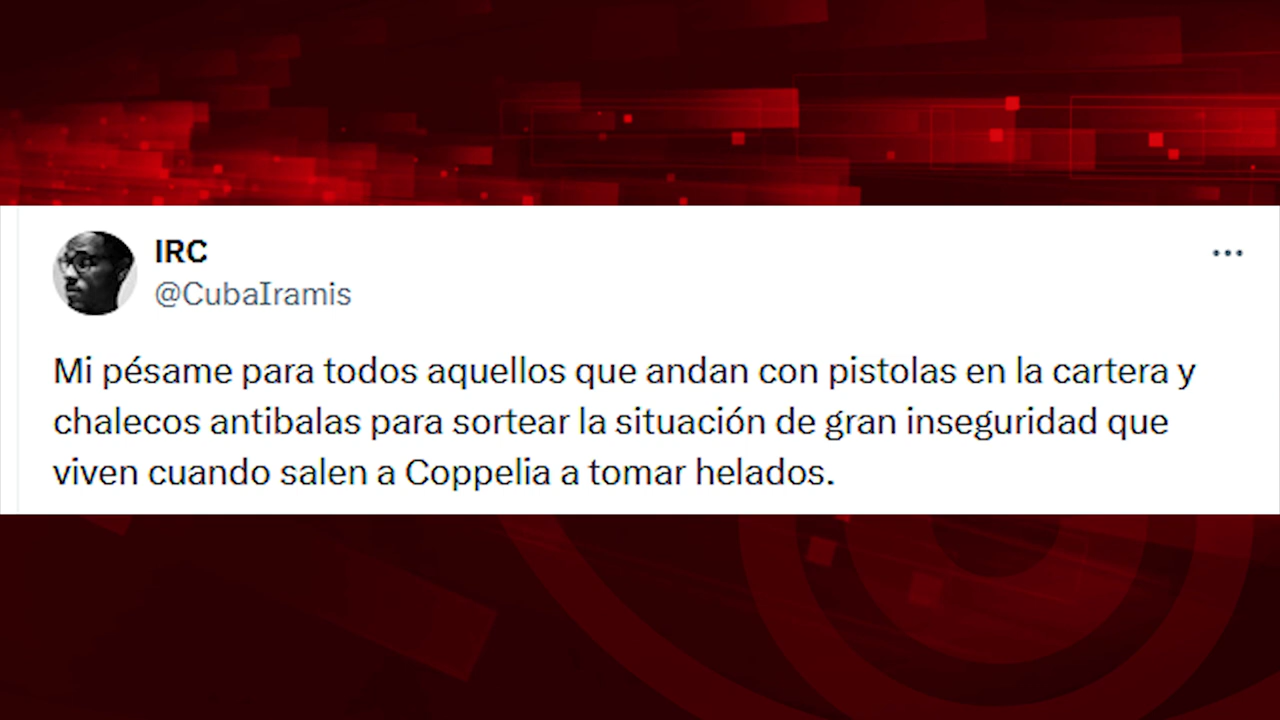 IRC
@CubaIramis
Mi pésame para todos aquellos que andan con pistolas en la cartera y
chalecos antibalas para sortear la situación de gran inseguridad que
viven cuando salen a Coppelia a tomar helados.